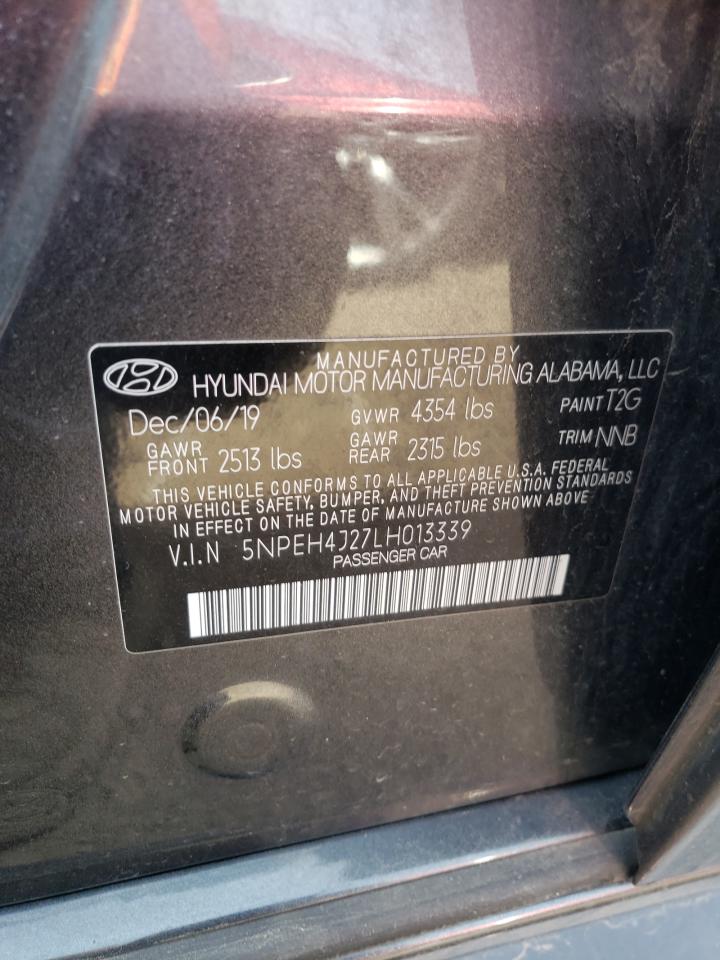 MANUFACTURED BY
HYUNDAI MOTOR MANUFACTURING ALABAMA, LLC
Dec/06/19 GVWR 4354 lbs PAINT T2G
GAWR FRONT 2513 lbs GAWR REAR 2315 lbs TRIM NNB
THIS VEHICLE CONFORMS TO ALL APPLICABLE U.S.A. FEDERAL
MOTOR VEHICLE SAFETY, BUMPER, AND THEFT PREVENTION STANDARDS
IN EFFECT ON THE DATE OF MANUFACTURE SHOWN ABOVE
V.I.N 5NPEH4J27LH013339
PASSENGER CAR